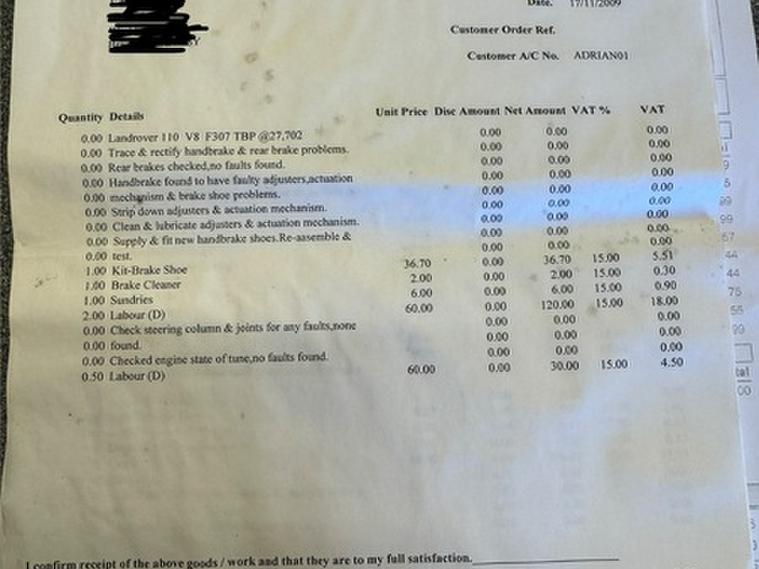 Y
Date. 17/11/2009
Customer Order Ref.
Customer A/C No. ADRIAN01
Quantity Details Unit Price Disc Amount Net Amount VAT % VAT
0.00 Landrover 110 V8 F307 TBP @27,702 0.00 0.00 0.00
0.00 Trace & rectify handbrake & rear brake problems. 0.00 0.00 0.00
0.00 Rear brakes checked,no faults found. 0.00 0.00 0.00
0.00 Handbrake found to have faulty adjusters,actuation 0.00 0.00 0.00
0.00 mechanism & brake shoe problems. 0.00 0.00 0.00
0.00 Strip down adjusters & actuation mechanism. 0.00 0.00 0.00
0.00 Clean & lubricate adjusters & actuation mechanism. 0.00 0.00 0.00
0.00 Supply & fit new handbrake shoes.Re-aasemble & 0.00 0.00 0.00
0.00 test. 0.00 0.00 0.00
1.00 Kit-Brake Shoe 36.70 0.00 36.70 15.00 5.51
1.00 Brake Cleaner 2.00 0.00 2.00 15.00 0.30
1.00 Sundries 6.00 0.00 6.00 15.00 0.90
2.00 Labour (D) 60.00 0.00 120.00 15.00 18.00
0.00 Check steering column & joints for any faults,none 0.00 0.00 0.00
0.00 found. 0.00 0.00 0.00
0.00 Checked engine state of tune,no faults found. 0.00 0.00 0.00
0.50 Labour (D) 60.00 0.00 30.00 15.00 4.50
I confirm receipt of the above goods / work and that they are to my full satisfaction.